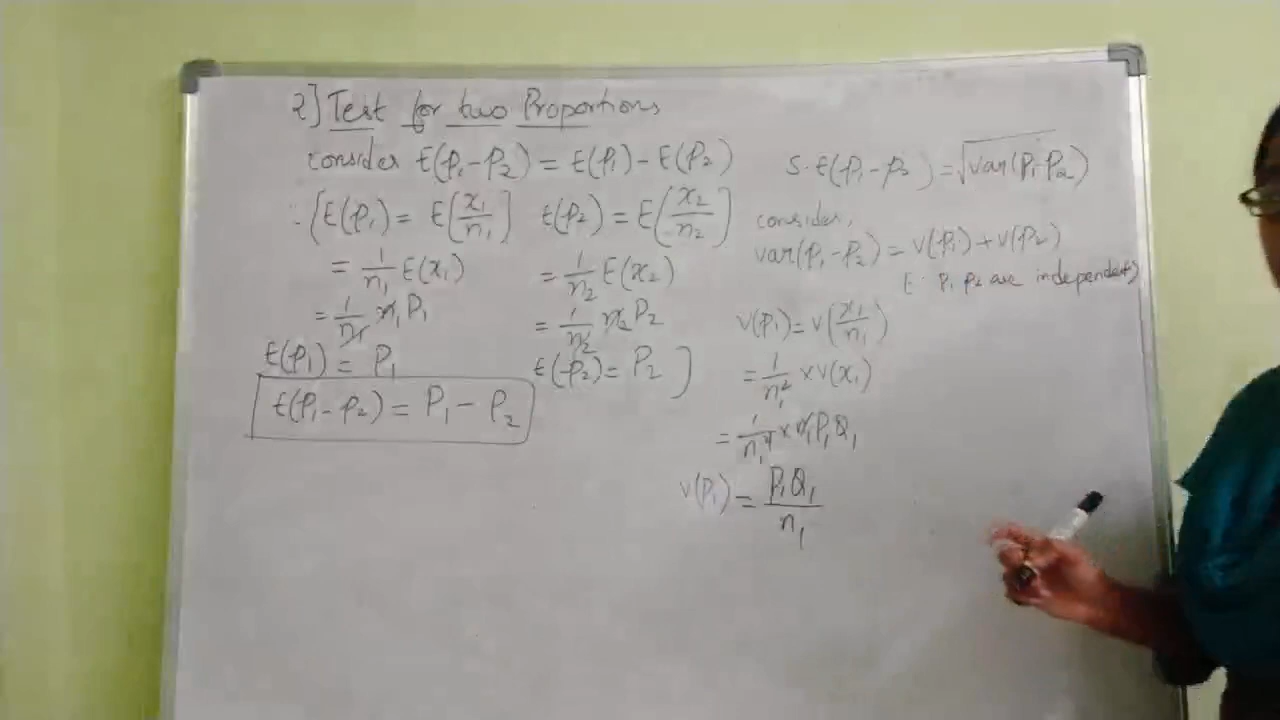 2] Test for two Proportions
consider E(p₁-p₂) = E(p₁) - E(p₂)
∵ [E(p₁) = E(x₁/n₁] E(p₂) = E(x₂/n₂]
= 1/n₁ E(x₁) = 1/n₂ E(x₂)
= 1/n₁ n₁P₁ = 1/n₂ n₂P₂
E(p₁) = P₁ E(p₂) = P₂ ]
E(p₁-p₂) = P₁ - P₂
S.E(p₁-p₂) = √var(p₁-p₂)
consider,
var(p₁-p₂) = v(p₁) + v(p₂)
[∵ p₁ p₂ are independents
v(p₁) = v(x₁/n₁)
= 1/n₁² × v(x₁)
= 1/n₁² × n₁P₁Q₁
v(p₁) = P₁Q₁/n₁